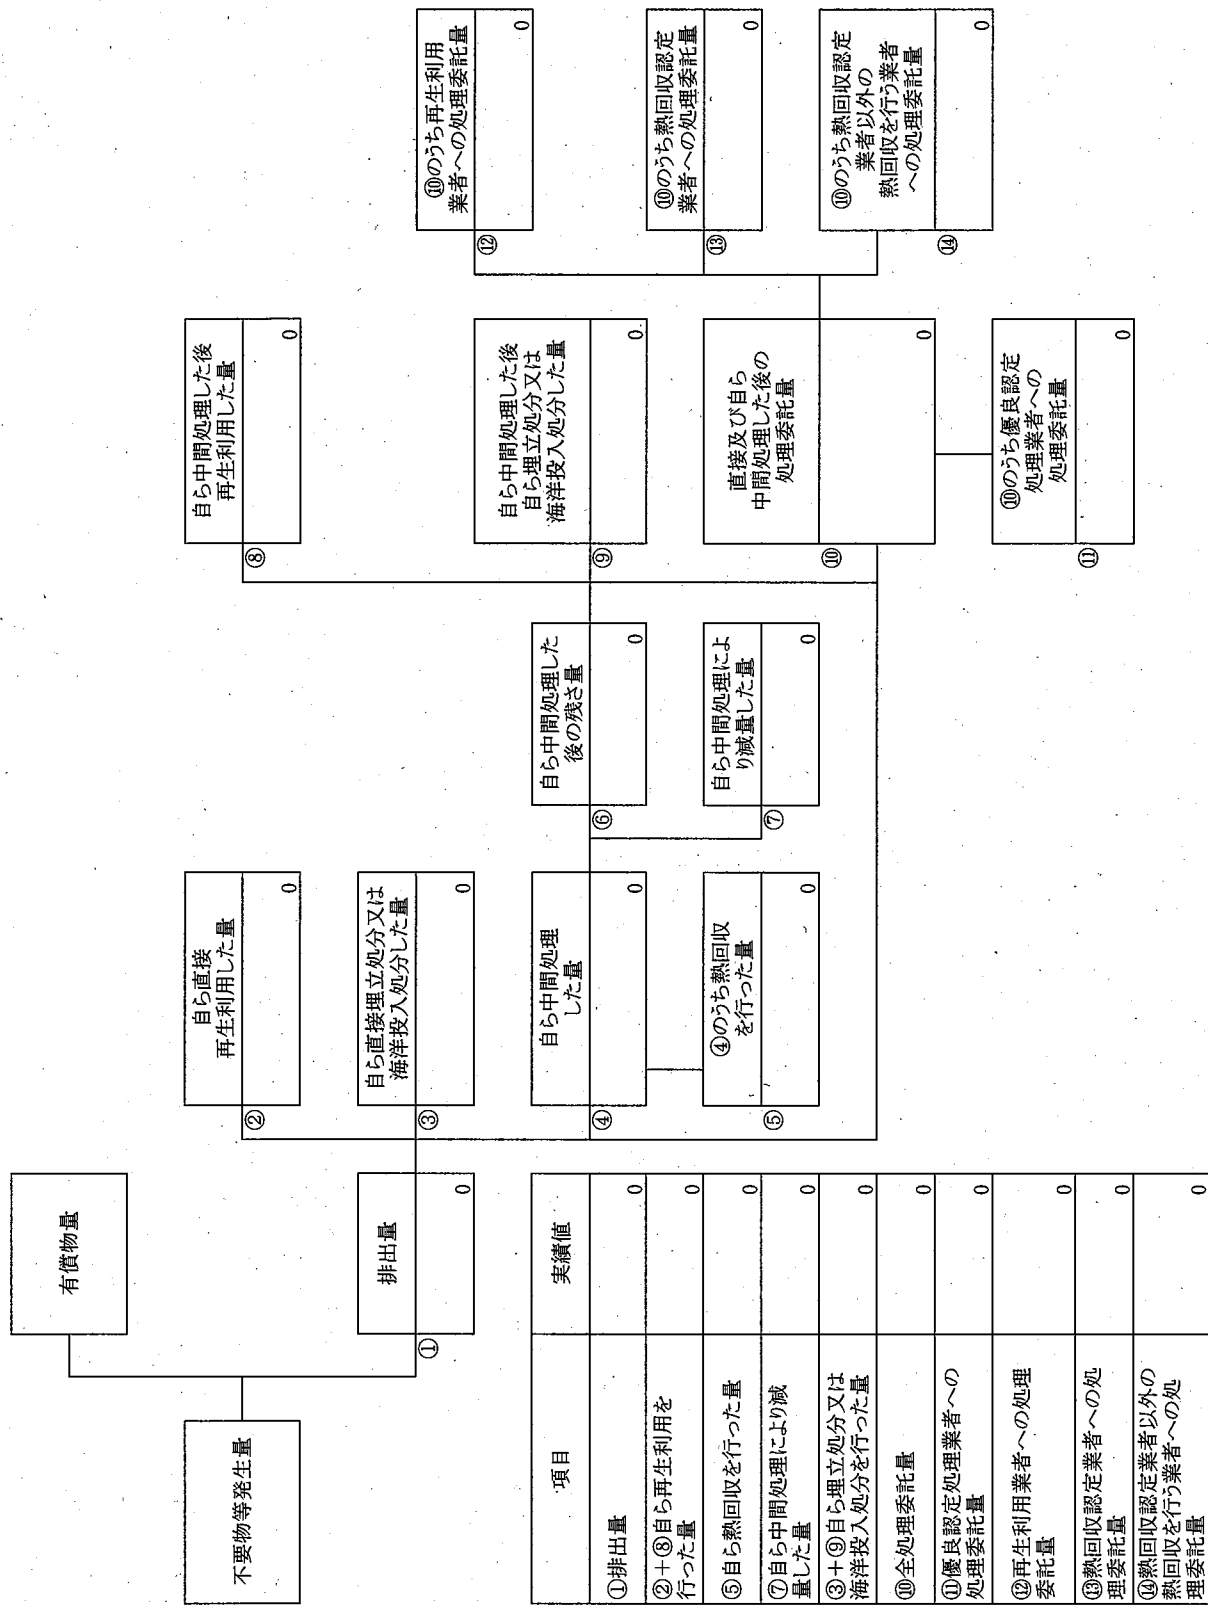 不要物等発生量
有償物量
排出量
①
0
自ら直接
再生利用した量
②
0
自ら直接埋立処分又は
海洋投入処分した量
③
0
自ら中間処理
した量
④
0
④のうち熱回収
を行った量
⑤
0
自ら中間処理した
後の残さ量
⑥
0
自ら中間処理によ
り減量した量
⑦
0
自ら中間処理した後
再生利用した量
⑧
0
自ら中間処理した後
自ら埋立処分又は
海洋投入処分した量
⑨
0
直接及び自ら
中間処理した後の
処理委託量
⑩
0
⑩のうち優良認定
処理業者への
処理委託量
⑪
0
⑩のうち再生利用
業者への処理委託量
⑫
0
⑩のうち熱回収認定
業者への処理委託量
⑬
0
⑩のうち熱回収認定
業者以外の
熱回収を行う業者
への処理委託量
⑭
0
項目 実績値
①排出量 0
②+⑧自ら再生利用を
行った量 0
⑤自ら熱回収を行った量 0
⑦自ら中間処理により減
量した量 0
③+⑨自ら埋立処分又は
海洋投入処分を行った量 0
⑩全処理委託量 0
⑪優良認定処理業者への
処理委託量 0
⑫再生利用業者への処理
委託量 0
⑬熱回収認定業者への処
理委託量 0
⑭熱回収認定業者以外の
熱回収を行う業者への処
理委託量 0